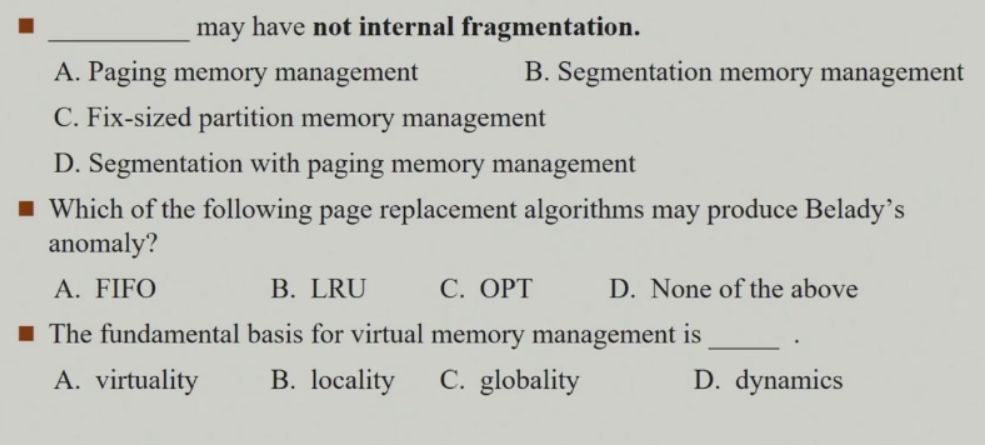 ■ ____________ may have not internal fragmentation.
A. Paging memory management B. Segmentation memory management
C. Fix-sized partition memory management
D. Segmentation with paging memory management
■ Which of the following page replacement algorithms may produce Belady’s
anomaly?
A. FIFO B. LRU C. OPT D. None of the above
■ The fundamental basis for virtual memory management is _____ .
A. virtuality B. locality C. globality D. dynamics